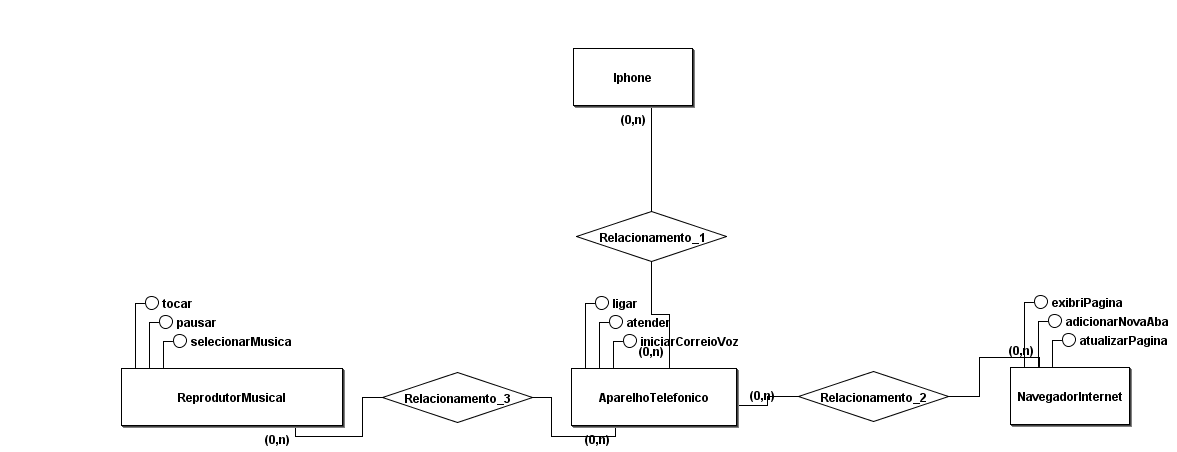 Iphone
(0,n)
Relacionamento_1
tocar
pausar
selecionarMusica
ligar
atender
iniciarCorreioVoz
(0,n)
exibriPagina
adicionarNovaAba
atualizarPagina
(0,n)
ReprodutorMusical
Relacionamento_3
AparelhoTelefonico
(0,n)
Relacionamento_2
NavegadorInternet
(0,n)
(0,n)